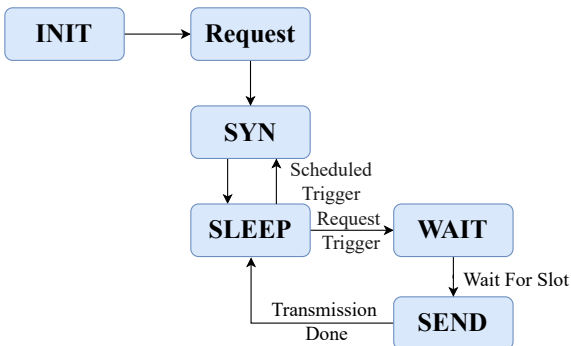 INIT
Request
SYN
Scheduled
Trigger
SLEEP
Request
Trigger
WAIT
Wait For Slot
Transmission
Done
SEND